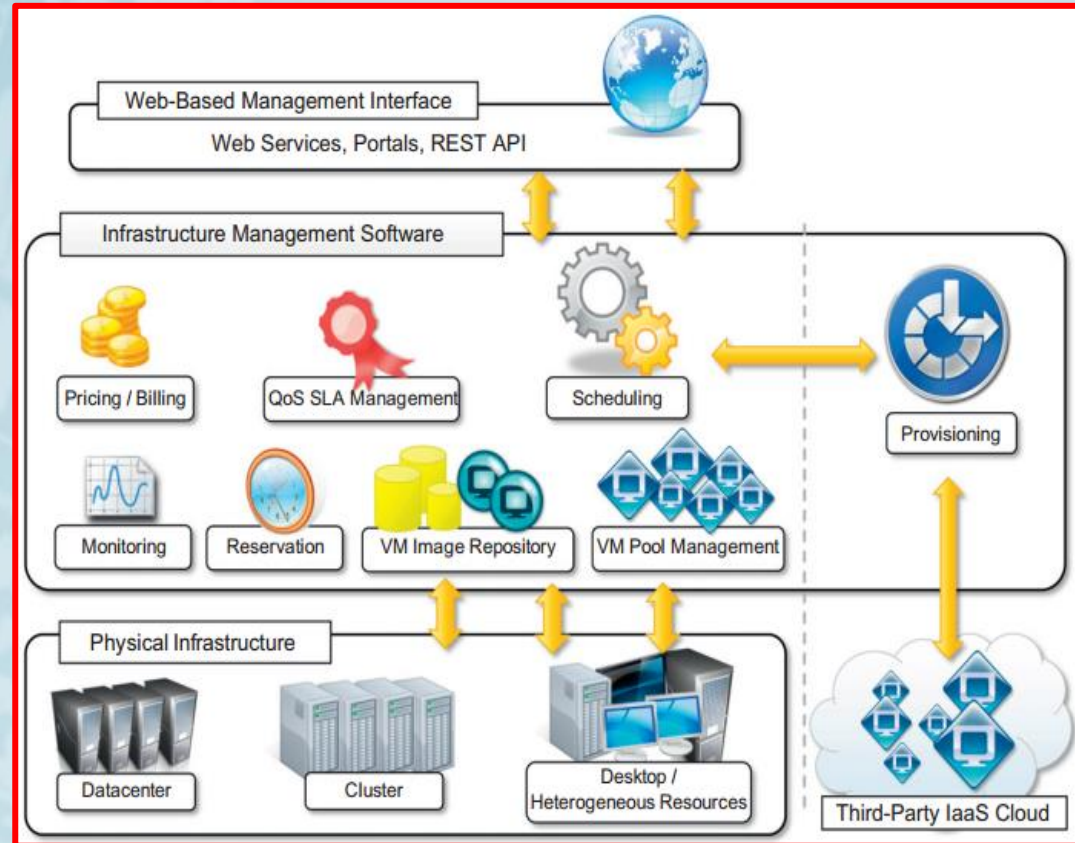 Web-Based Management Interface
Web Services, Portals, REST API
Infrastructure Management Software
Pricing / Billing
QoS SLA Management
Scheduling
Provisioning
Monitoring
Reservation
VM Image Repository
VM Pool Management
Physical Infrastructure
Datacenter
Cluster
Desktop /
Heterogeneous Resources
Third-Party IaaS Cloud